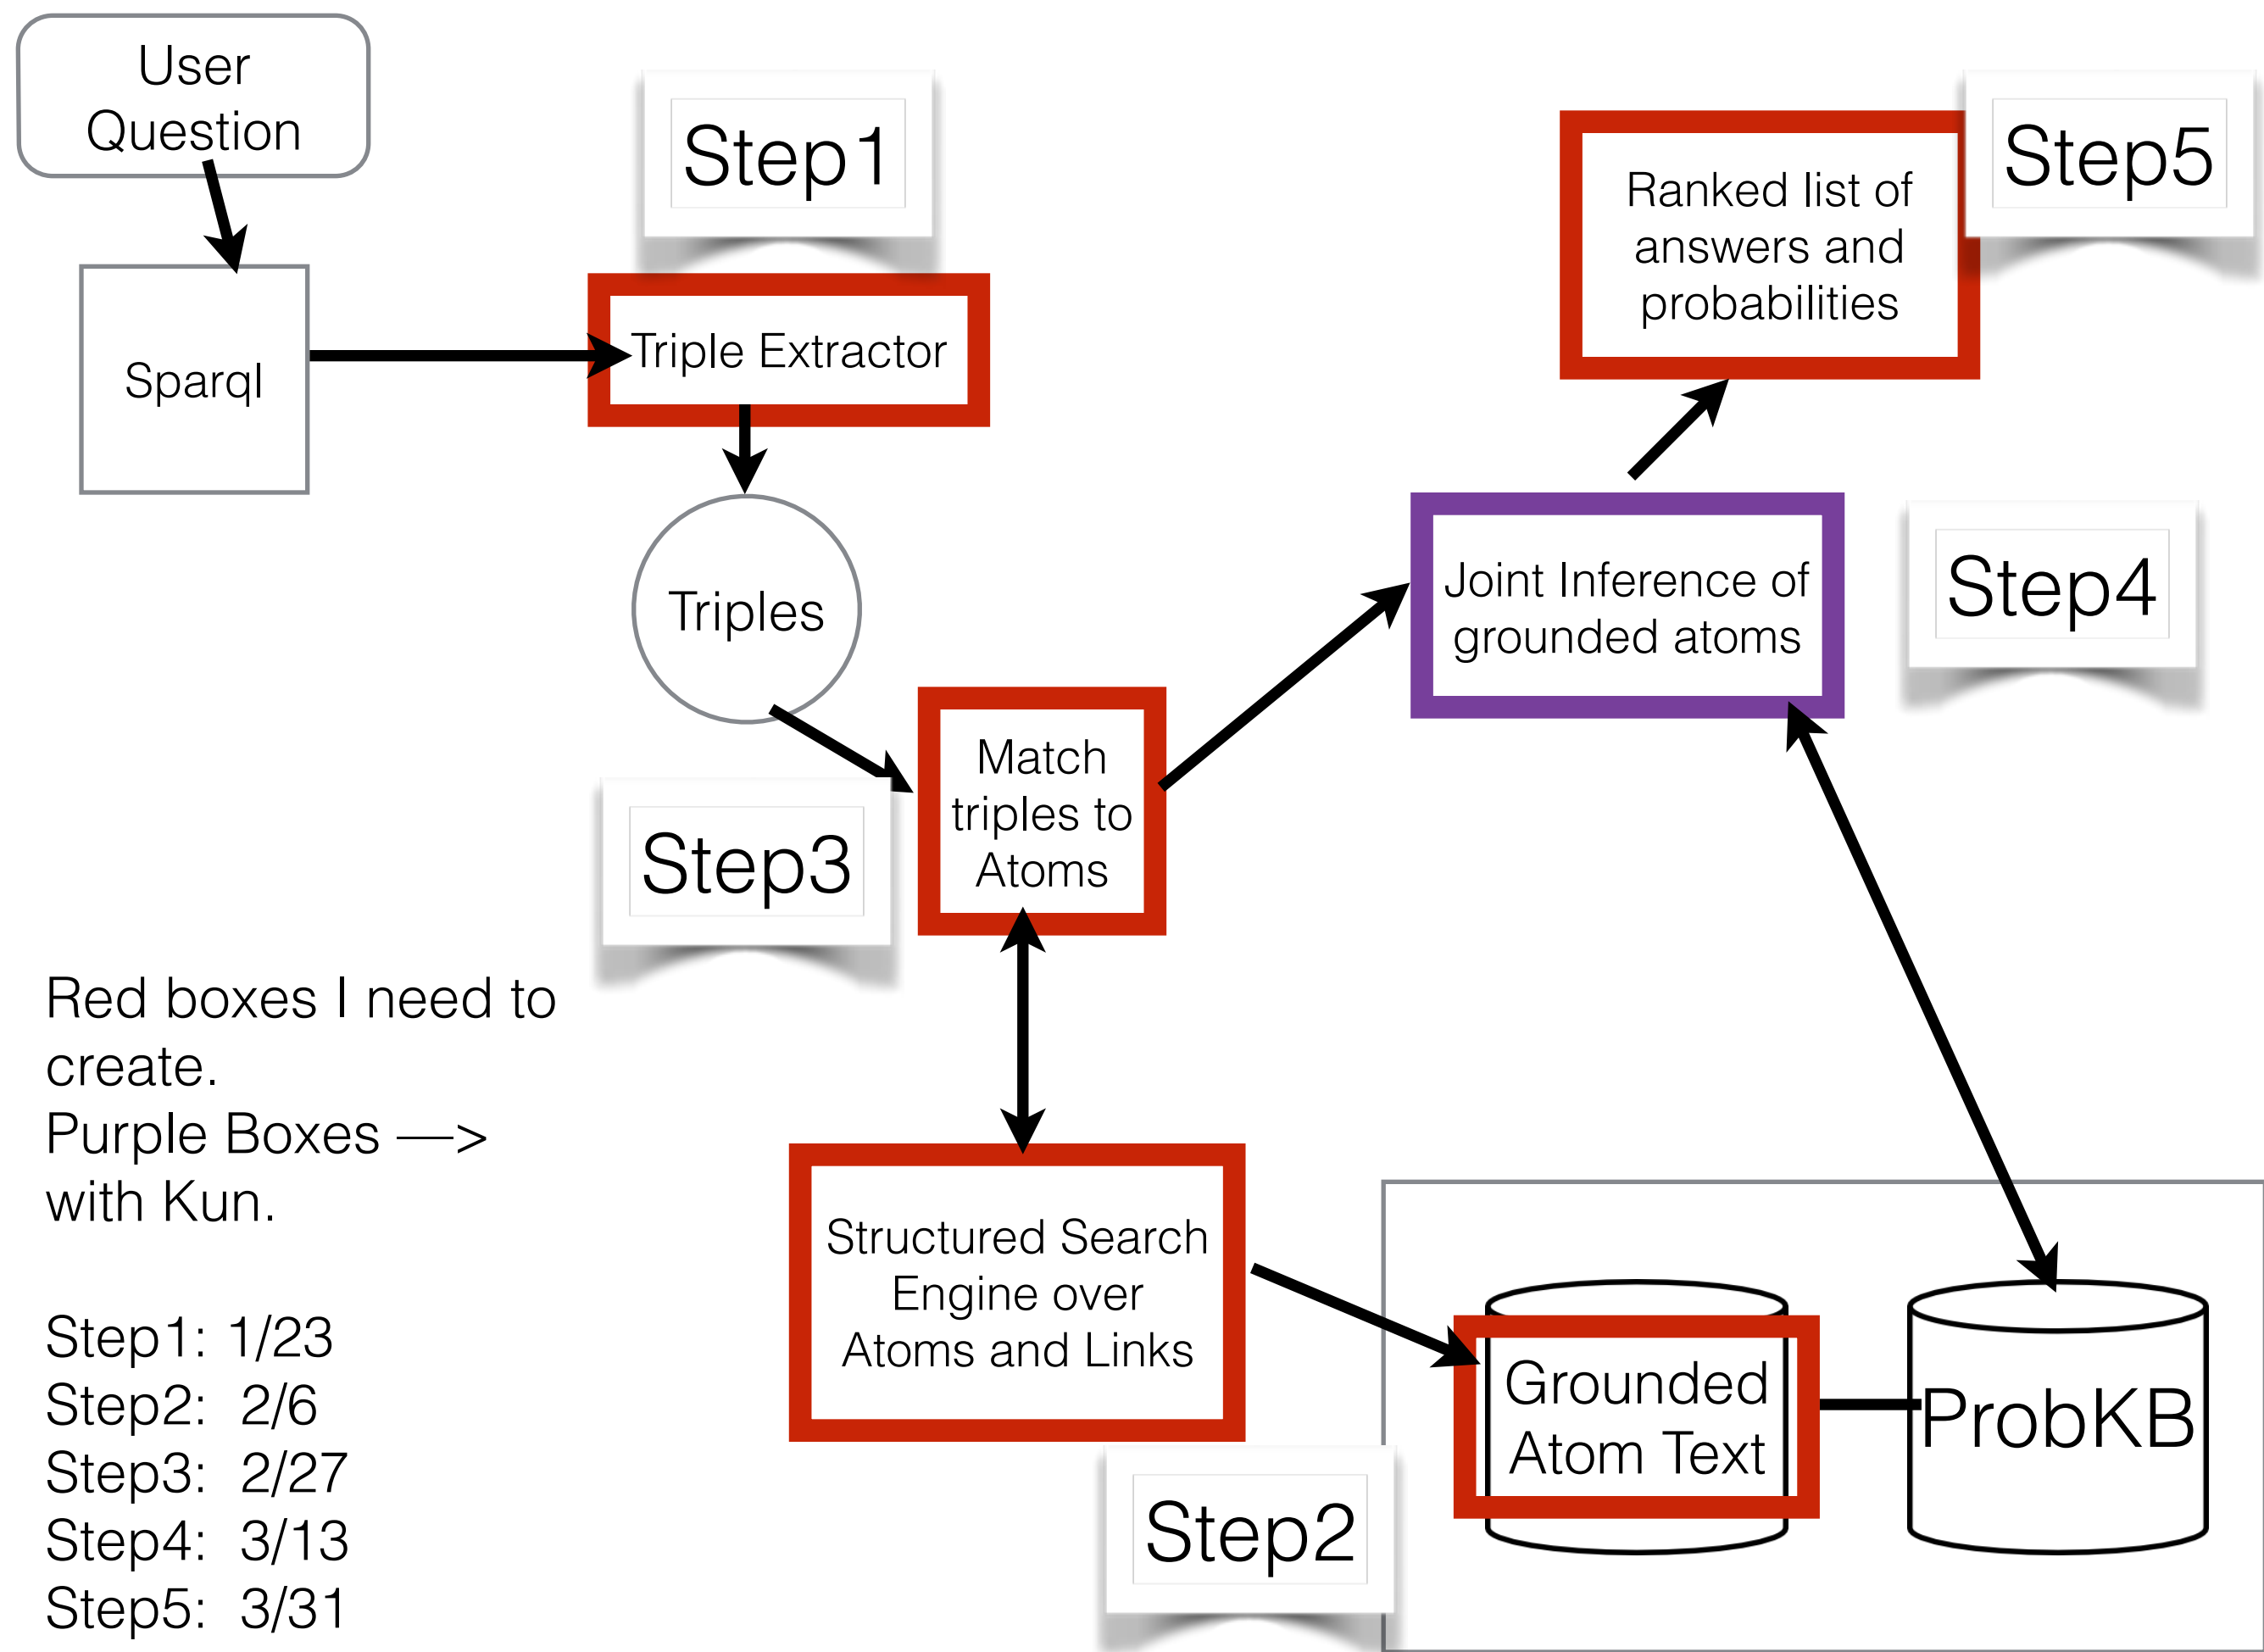 User
Question
Step1
Step5
Ranked list of
answers and
probabilities
Sparql
Triple Extractor
Triples
Joint Inference of
grounded atoms
Step4
Match
triples to
Atoms
Step3
Red boxes I need to
create.
Purple Boxes —->
with Kun.
Structured Search
Engine over
Atoms and Links
Step2
Grounded
Atom Text
ProbKB
Step1: 1/23
Step2: 2/6
Step3: 2/27
Step4: 3/13
Step5: 3/31